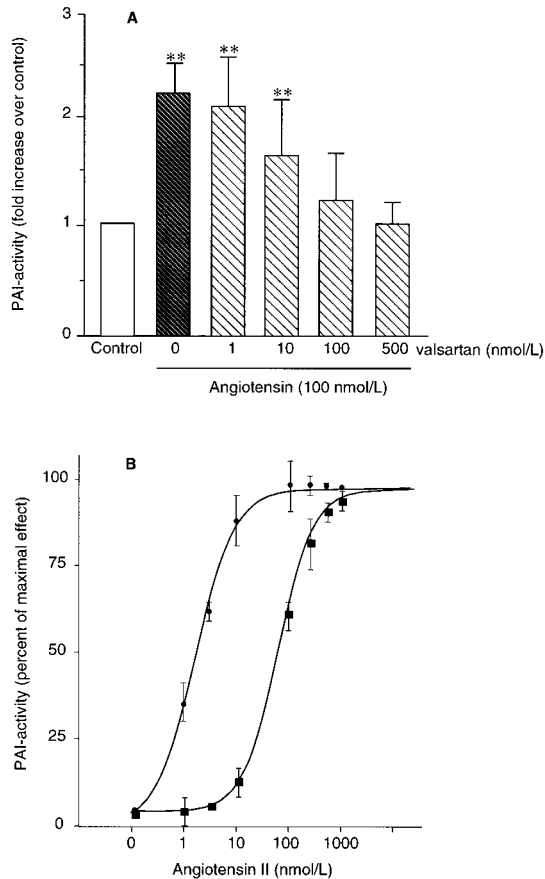 A
PAI-activity (fold increase over control)
3
2
1
0
** ** **
Control 0 1 10 100 500 valsartan (nmol/L)
Angiotensin (100 nmol/L)
B
PAI-activity (percent of maximal effect)
100
75
50
25
0
0 1 10 100 1000
Angiotensin II (nmol/L)